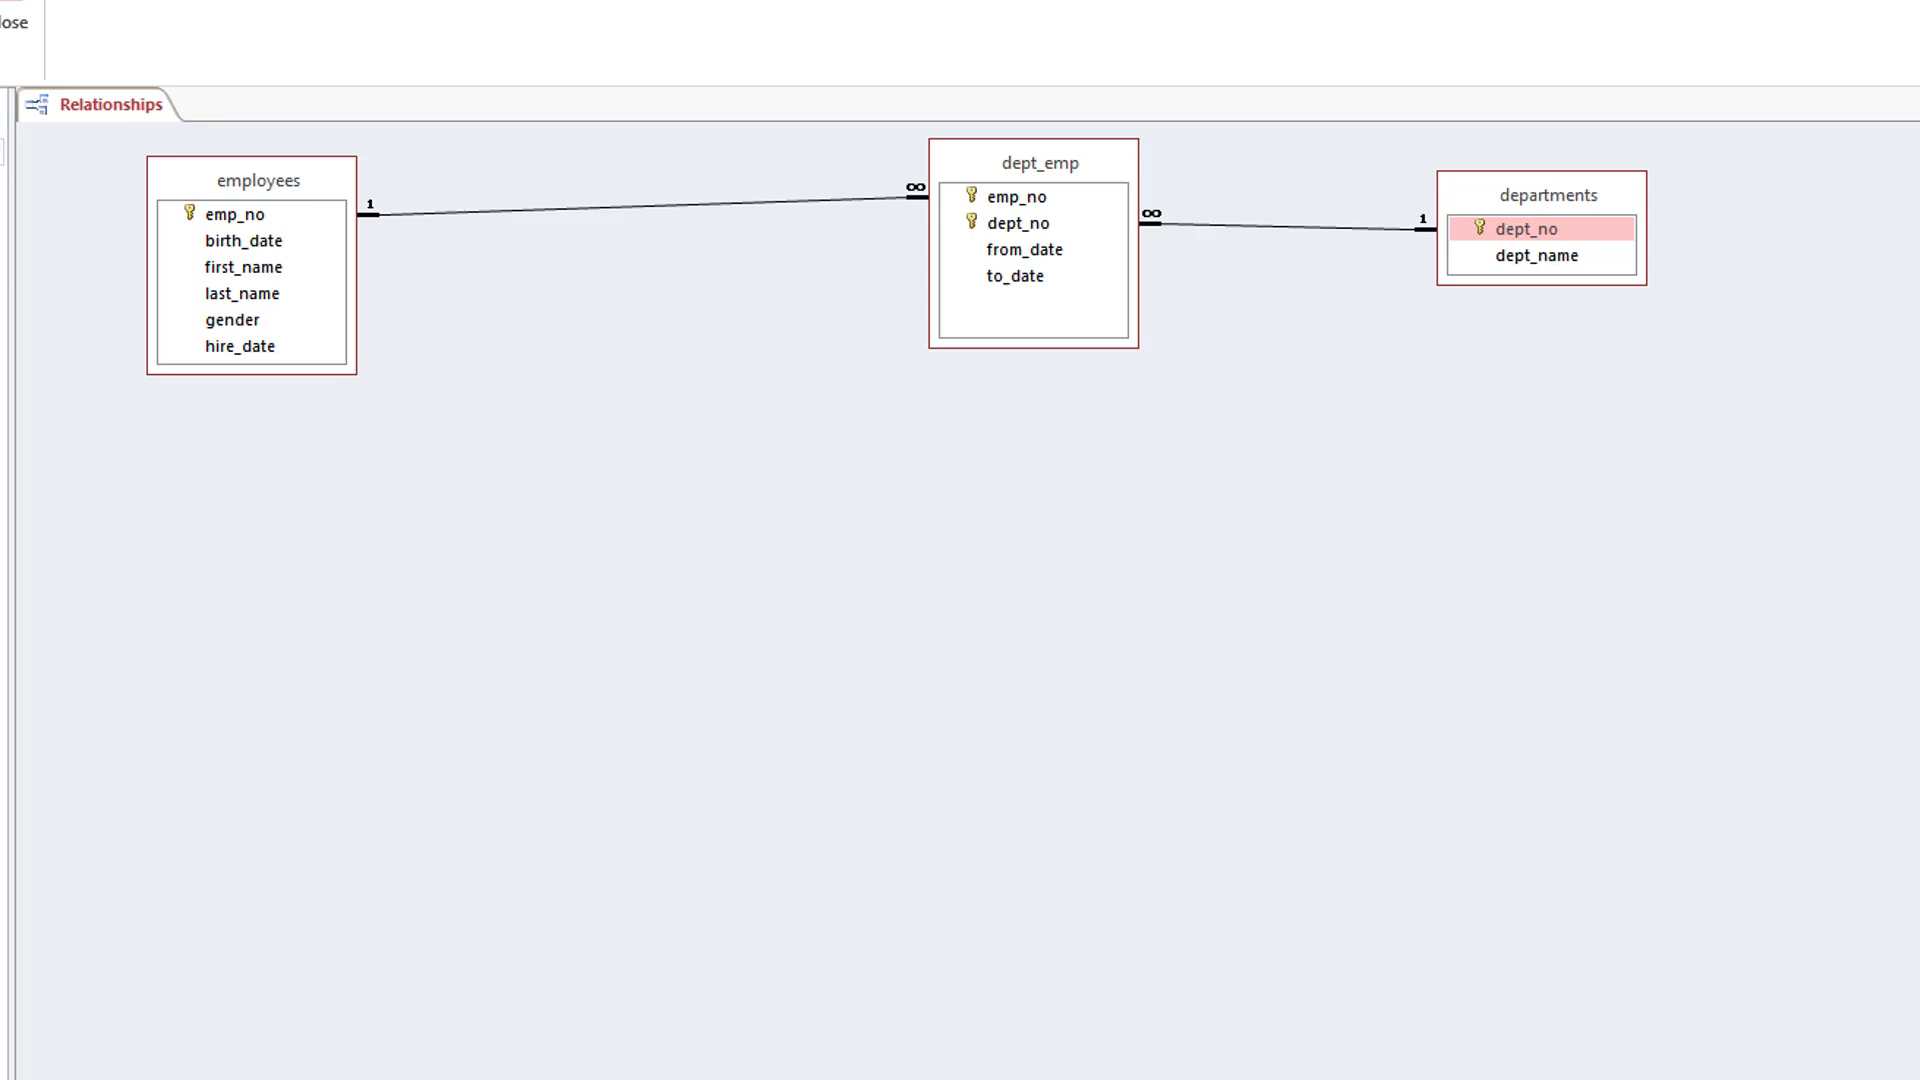 lose
Relationships
employees
emp_no
birth_date
first_name
last_name
gender
hire_date
1
∞
dept_emp
emp_no
dept_no
from_date
to_date
∞
1
departments
dept_no
dept_name